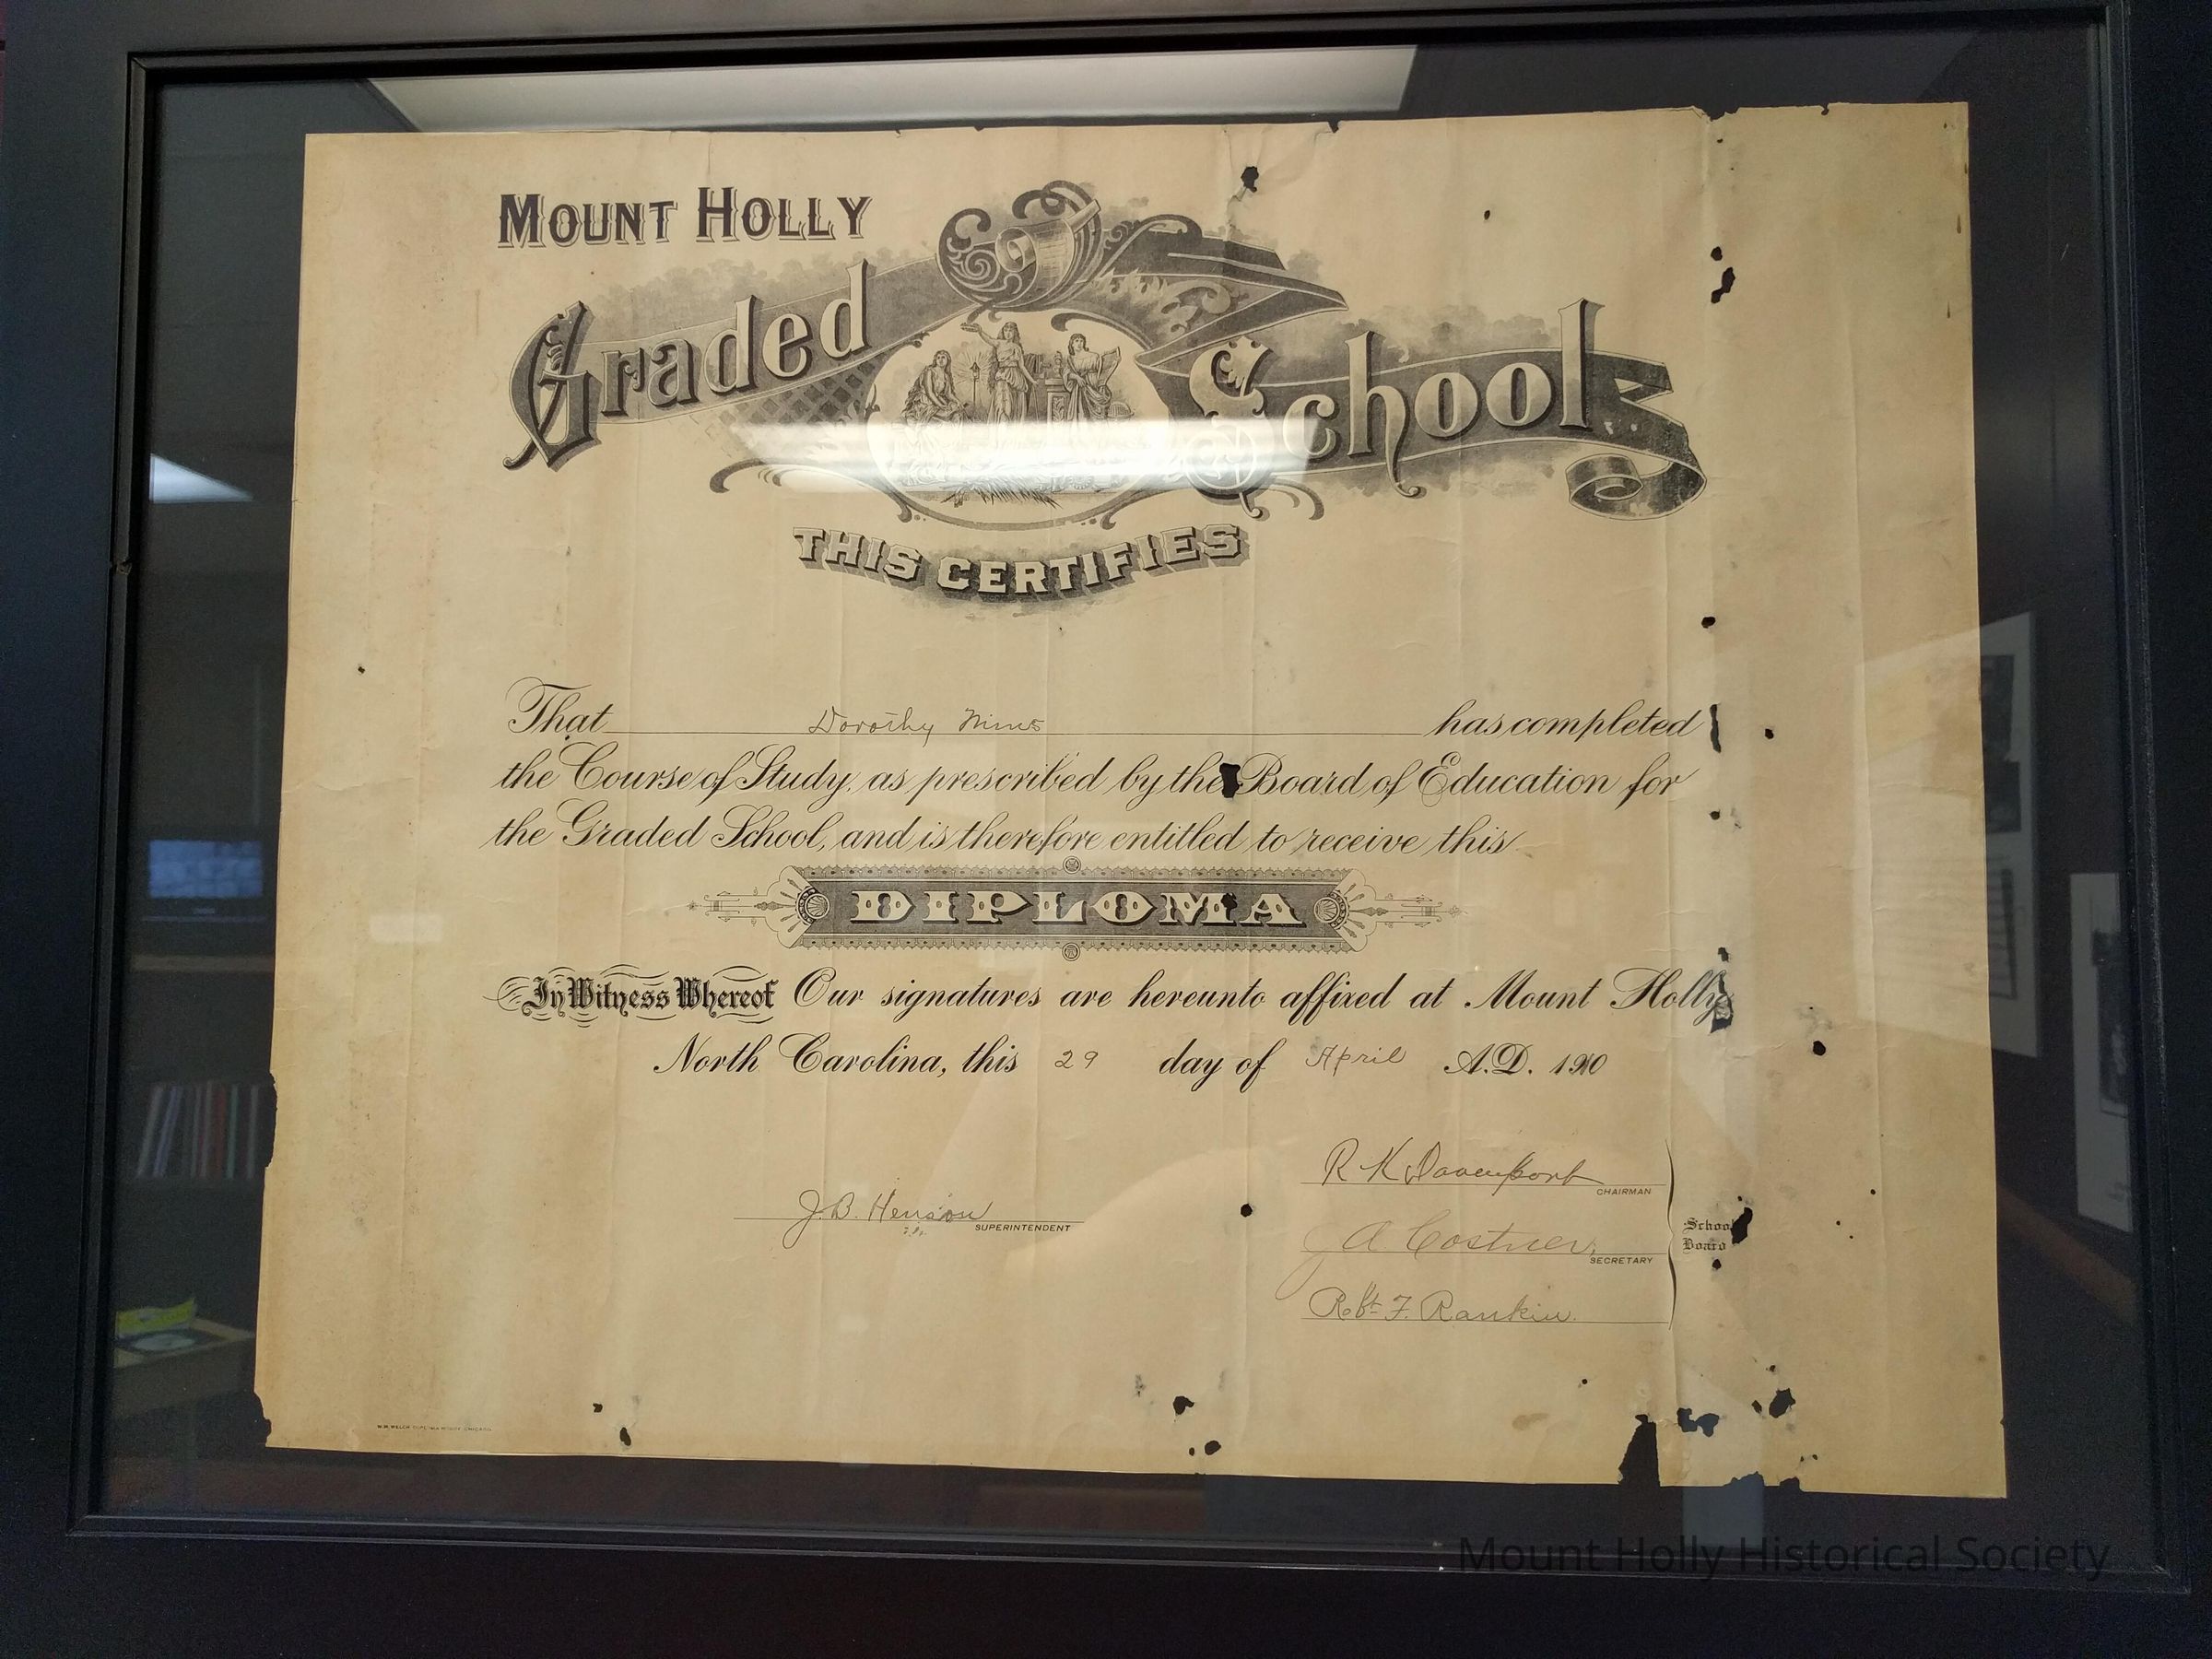 MOUNT HOLLY
Graded School
THIS CERTIFIES
That Dorothy Nims has completed
the Course of Study, as prescribed by the Board of Education for
the Graded School, and is therefore entitled to receive this
DIPLOMA
In Witness Whereof Our signatures are hereunto affixed at Mount Holly
North Carolina, this 29 day of April A.D. 1910
R K Davenport
CHAIRMAN
J. B. Henson
SUPERINTENDENT
J A Costner,
SECRETARY
School
Board
Robt F. Rankin.
Mount Holly Historical Society